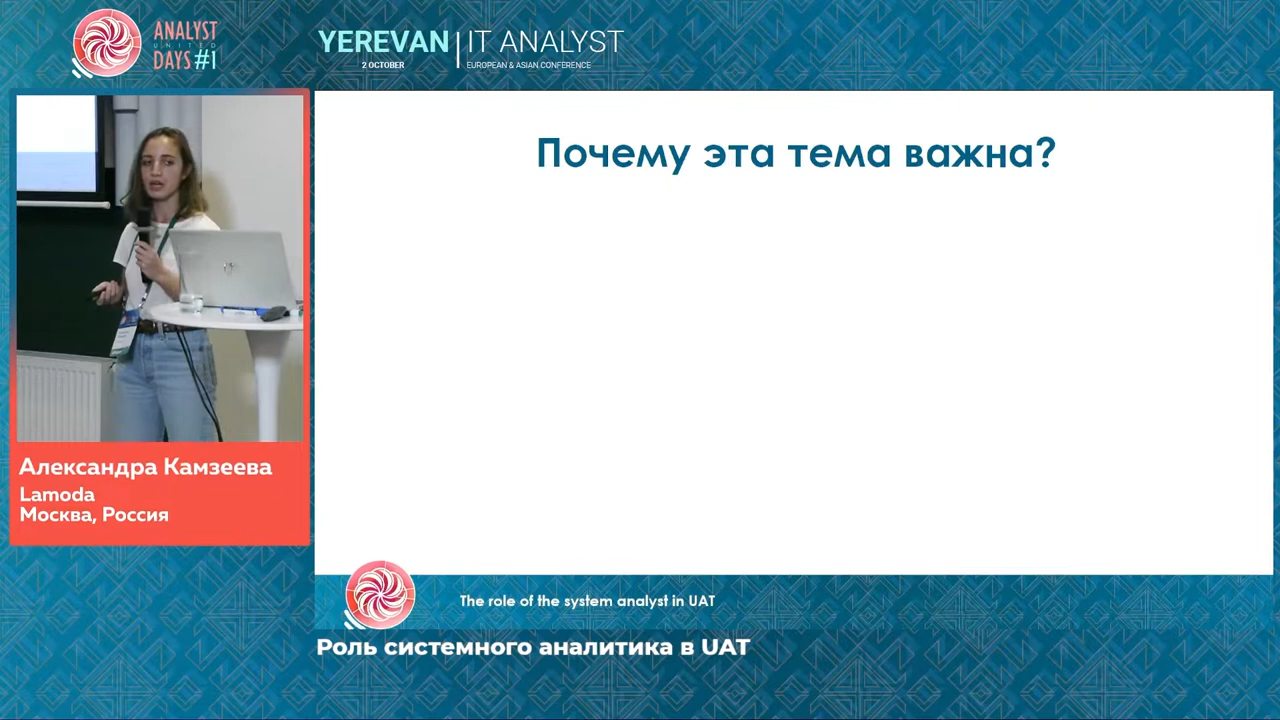 ANALYST
UNITED
DAYS #1
YEREVAN
2 OCTOBER
IT ANALYST
EUROPEAN & ASIAN CONFERENCE
Почему эта тема важна?
Александра Камзеева
Lamoda
Москва, Россия
The role of the system analyst in UAT
Роль системного аналитика в UAT